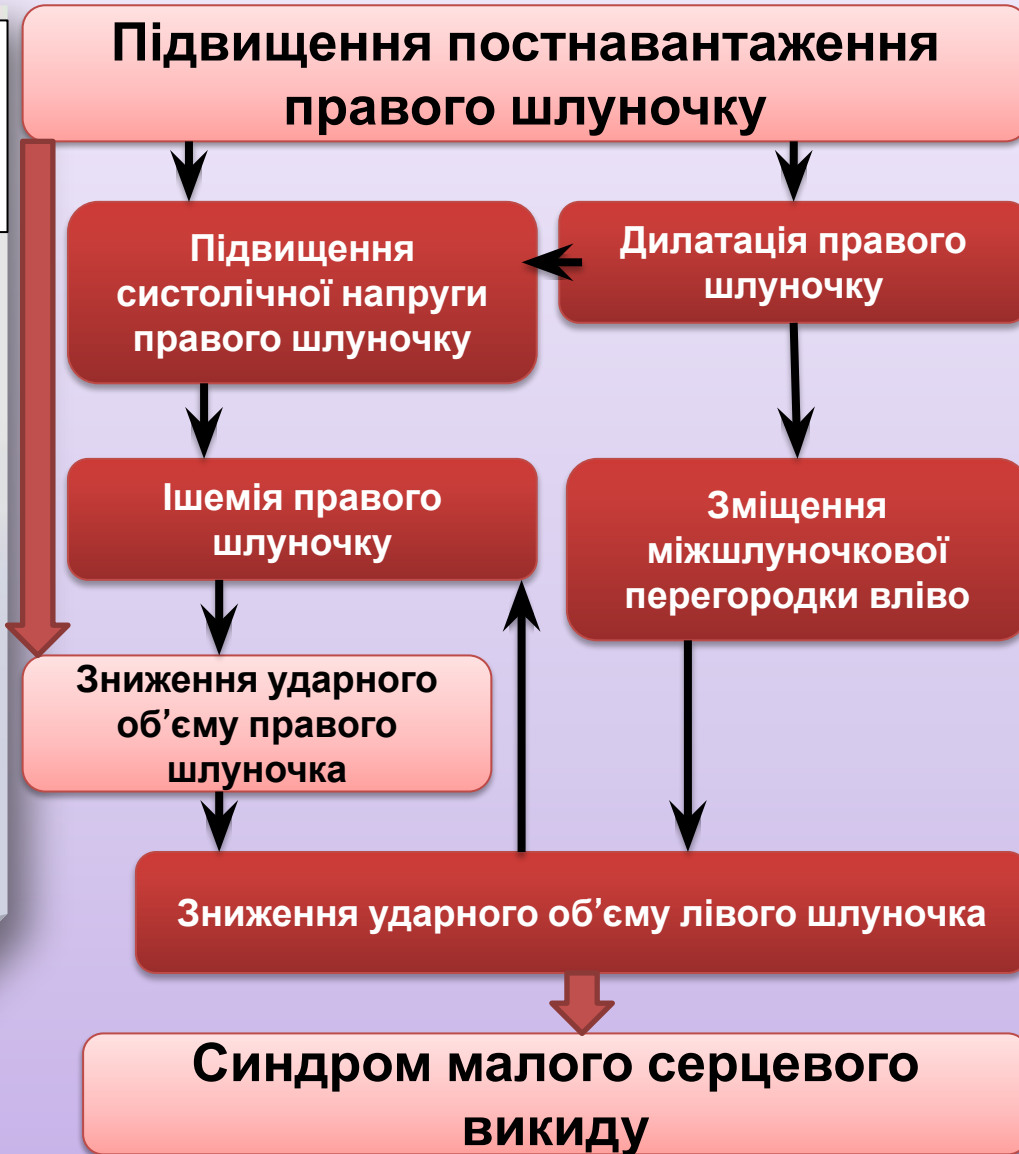 Підвищення постнавантаження
правого шлуночку
Підвищення
систолічної напруги
правого шлуночку
Дилатація правого
шлуночку
Ішемія правого
шлуночку
Зміщення
міжшлуночкової
перегородки вліво
Зниження ударного
об’єму правого
шлуночка
Зниження ударного об’єму лівого шлуночка
Синдром малого серцевого
викиду